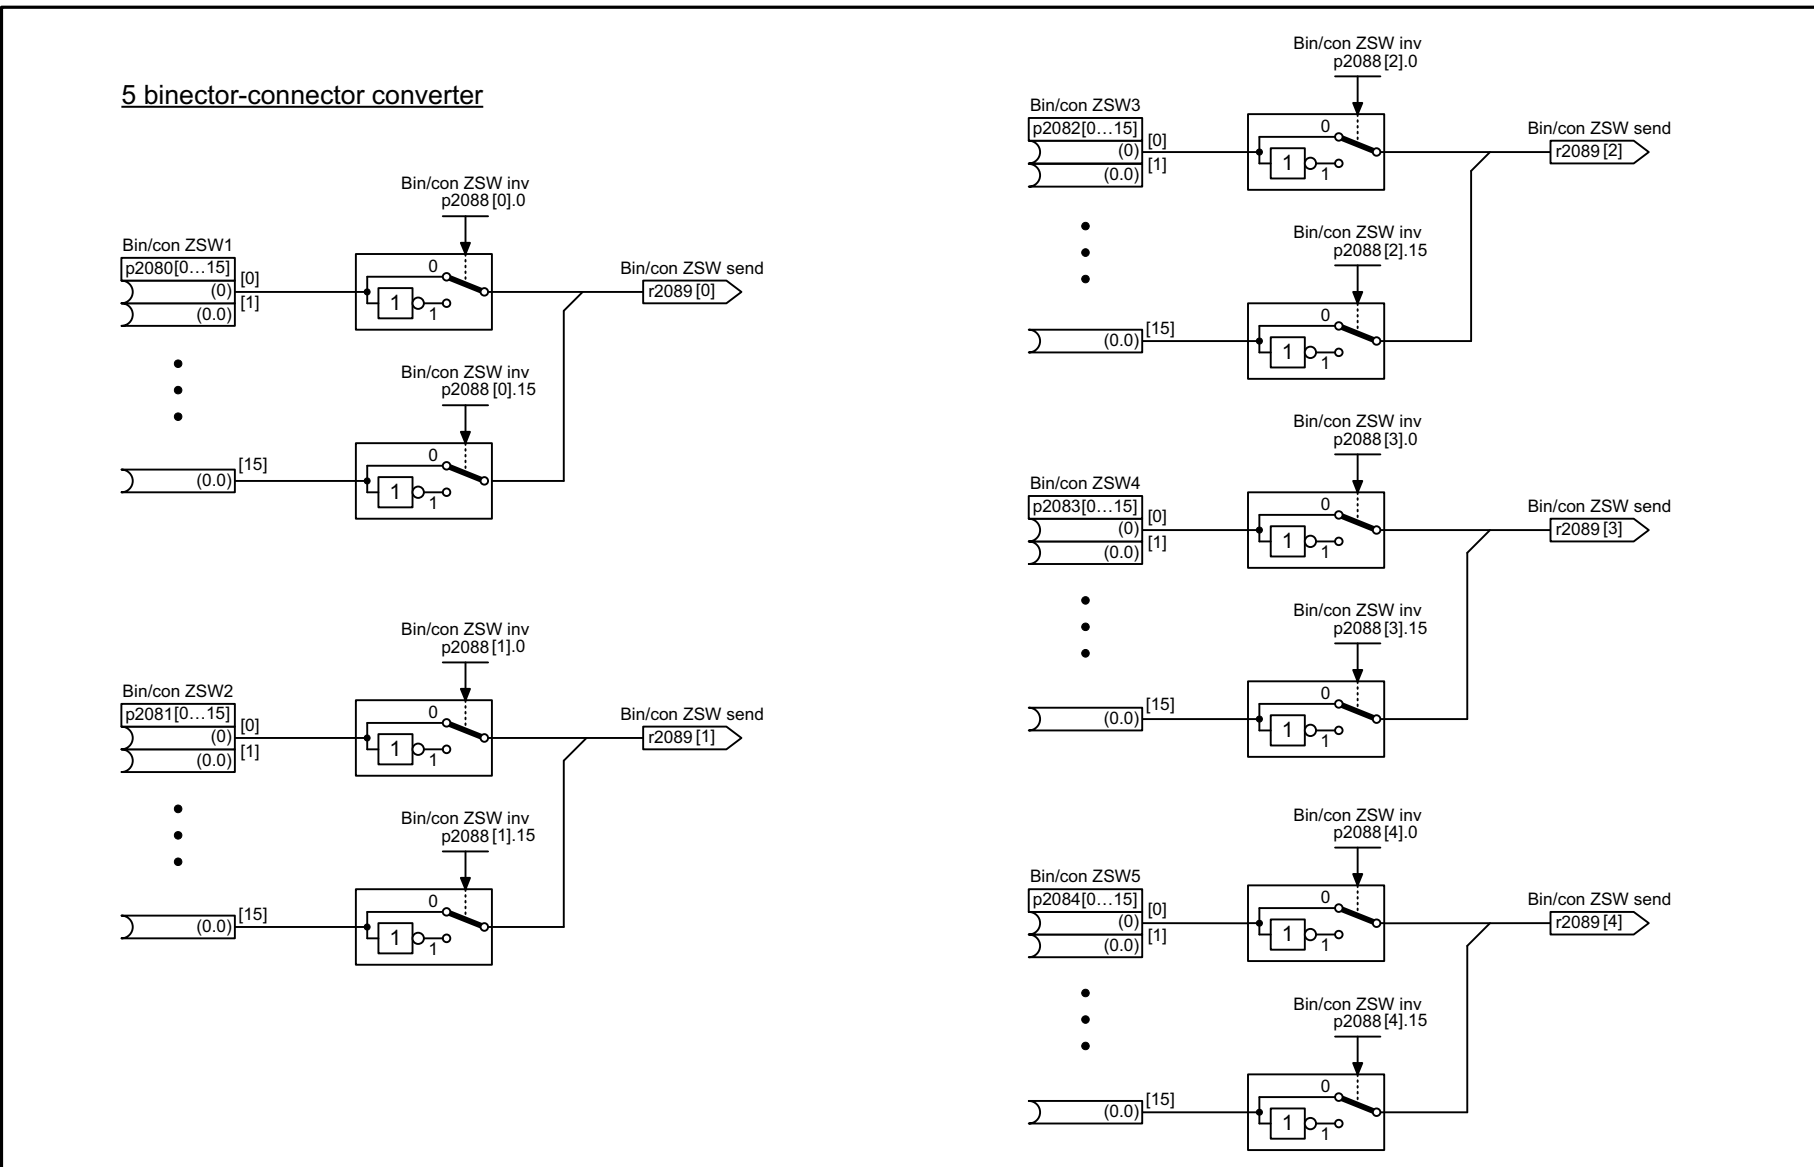 5 binector-connector converter
Bin/con ZSW inv
p2088 [0].0
Bin/con ZSW1
p2080[0...15]
[0]
(0)
[1]
(0.0)
0
1
1
Bin/con ZSW send
r2089 [0]
Bin/con ZSW inv
p2088 [0].15
[15]
(0.0)
0
1
1
Bin/con ZSW inv
p2088 [1].0
Bin/con ZSW2
p2081[0...15]
[0]
(0)
[1]
(0.0)
0
1
1
Bin/con ZSW send
r2089 [1]
Bin/con ZSW inv
p2088 [1].15
[15]
(0.0)
0
1
1
Bin/con ZSW inv
p2088 [2].0
Bin/con ZSW3
p2082[0...15]
[0]
(0)
[1]
(0.0)
0
1
1
Bin/con ZSW send
r2089 [2]
Bin/con ZSW inv
p2088 [2].15
[15]
(0.0)
0
1
1
Bin/con ZSW inv
p2088 [3].0
Bin/con ZSW4
p2083[0...15]
[0]
(0)
[1]
(0.0)
0
1
1
Bin/con ZSW send
r2089 [3]
Bin/con ZSW inv
p2088 [3].15
[15]
(0.0)
0
1
1
Bin/con ZSW inv
p2088 [4].0
Bin/con ZSW5
p2084[0...15]
[0]
(0)
[1]
(0.0)
0
1
1
Bin/con ZSW send
r2089 [4]
Bin/con ZSW inv
p2088 [4].15
[15]
(0.0)
0
1
1